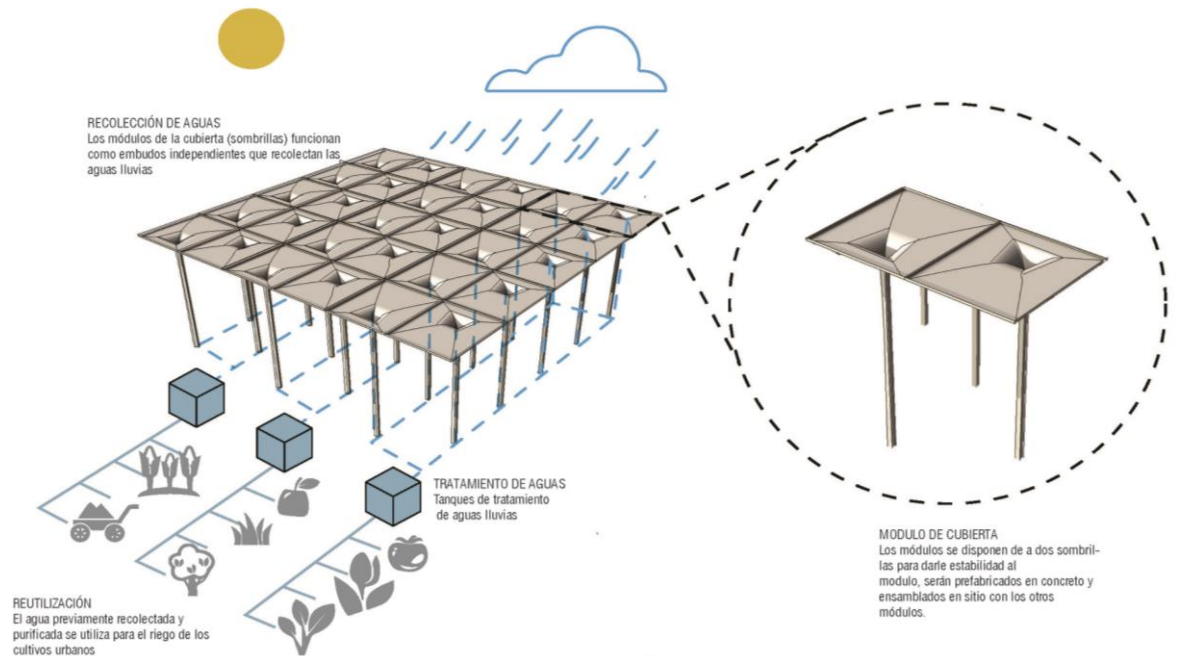 RECOLECCIÓN DE AGUAS
Los módulos de la cubierta (sombrillas) funcionan
como embudos independientes que recolectan las
aguas lluvias
TRATAMIENTO DE AGUAS
Tanques de tratamiento
de aguas lluvias
REUTILIZACIÓN
El agua previamente recolectada y
purificada se utiliza para el riego de los
cultivos urbanos
MODULO DE CUBIERTA
Los módulos se disponen de a dos sombri-
llas para darle estabilidad al
modulo, serán prefabricados en concreto y
ensamblados en sitio con los otros
módulos.